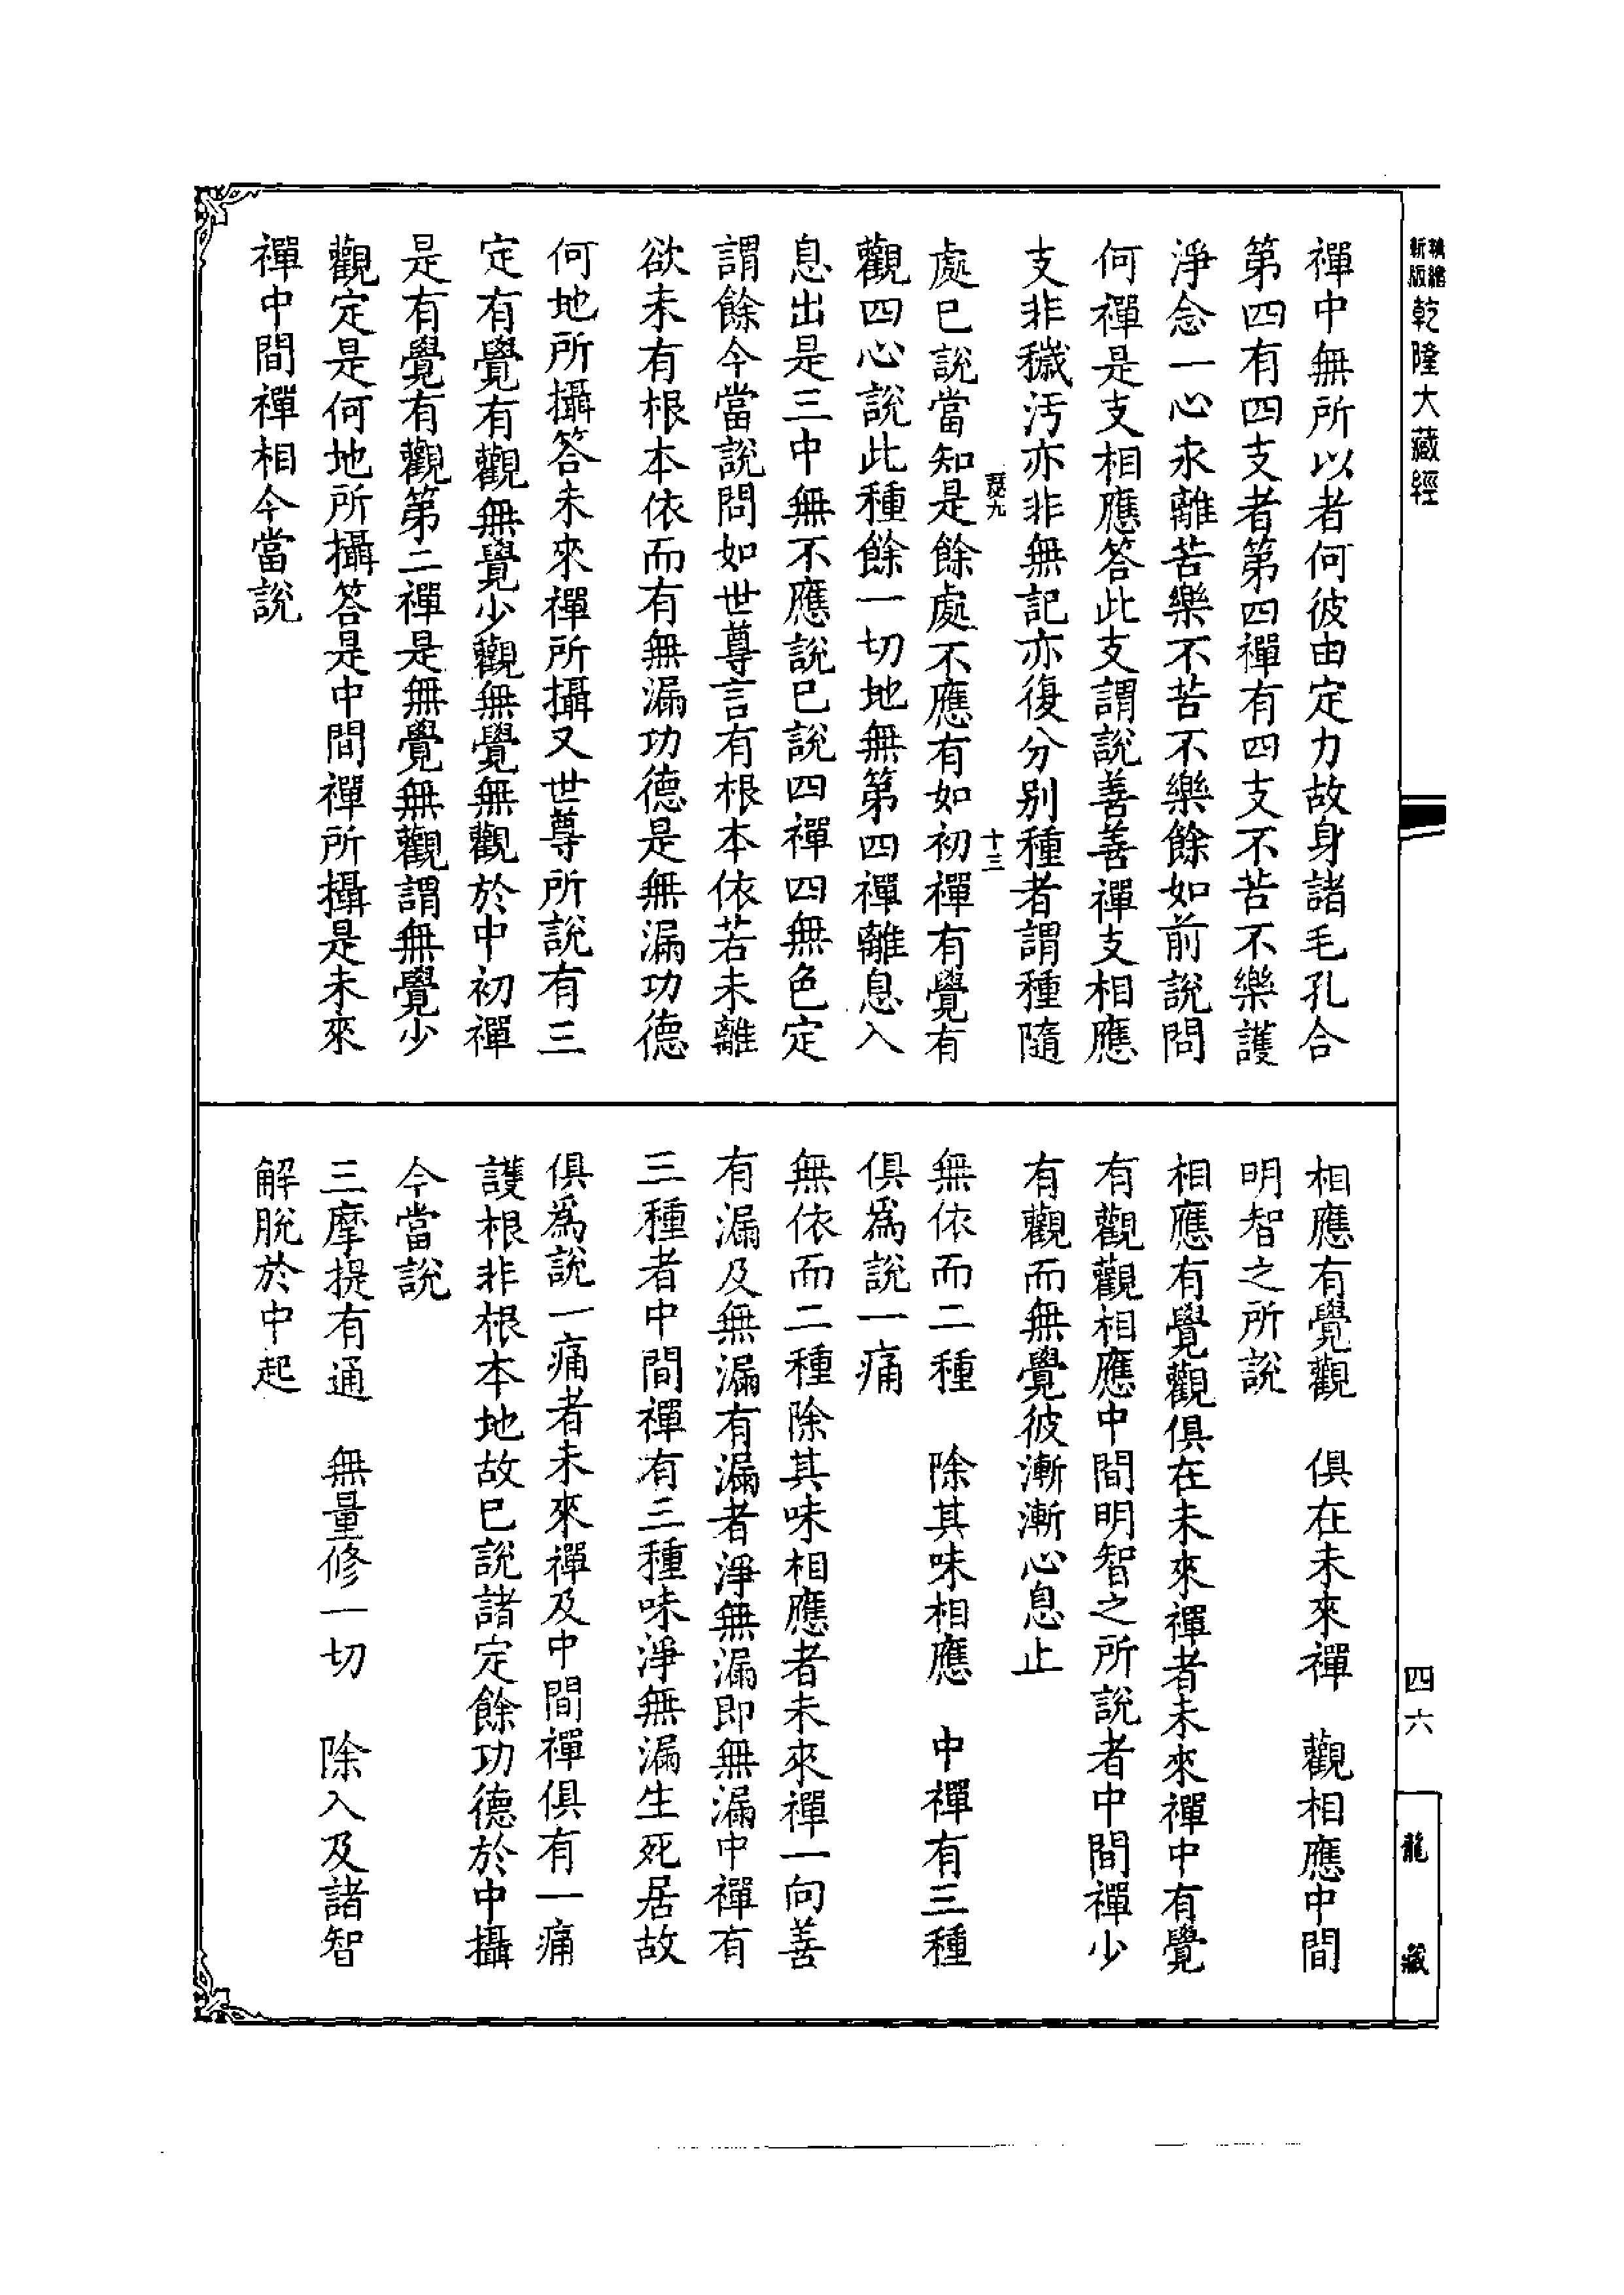 乾隆大藏經
四六
龍藏
禪中無所以者何彼由定力故身諸毛孔合
第四有四支者第四禪有四支不苦不樂護
淨念一心永離苦樂不苦不樂餘如前說問
何禪是支相應答此支謂說善善禪支相應
支非穢汚亦非無記亦復分別種者謂種隨
十三
處已說當知是餘處不應有如初禪有覺有
觀四心說此種餘一切地無第四禪離息入
息出是三中無不應說已說四禪四無色定
謂餘今當說問如世尊言有根本依若未離
欲未有根本依而有無漏功德是無漏功德
何地所攝答未來禪所攝又世尊所說有三
定有覺有觀無覺少觀無覺無觀於中初禪
是有覺有觀第二禪是無覺無觀謂無覺少
觀定是何地所攝答是中間禪所攝是未來
禪中間禪相今當說
相應有覺觀　俱在未來禪　觀相應中間
明智之所說
相應有覺觀俱在未來禪者未來禪中有覺
有觀觀相應中間明智之所說者中間禪少
有觀而無覺彼漸漸心息止
無依而二種　除其味相應　中禪有三種
俱爲說一痛
無依而二種除其味相應者未來禪一向善
有漏及無漏有漏者淨無漏即無漏中禪有
三種者中間禪有三種味淨無漏生死居故
俱爲說一痛者未來禪及中間禪俱有一痛
護根非根本地故已說諸定餘功德於中攝
今當說
三摩提有通　無量修一切　除入及諸智
解脫於中起